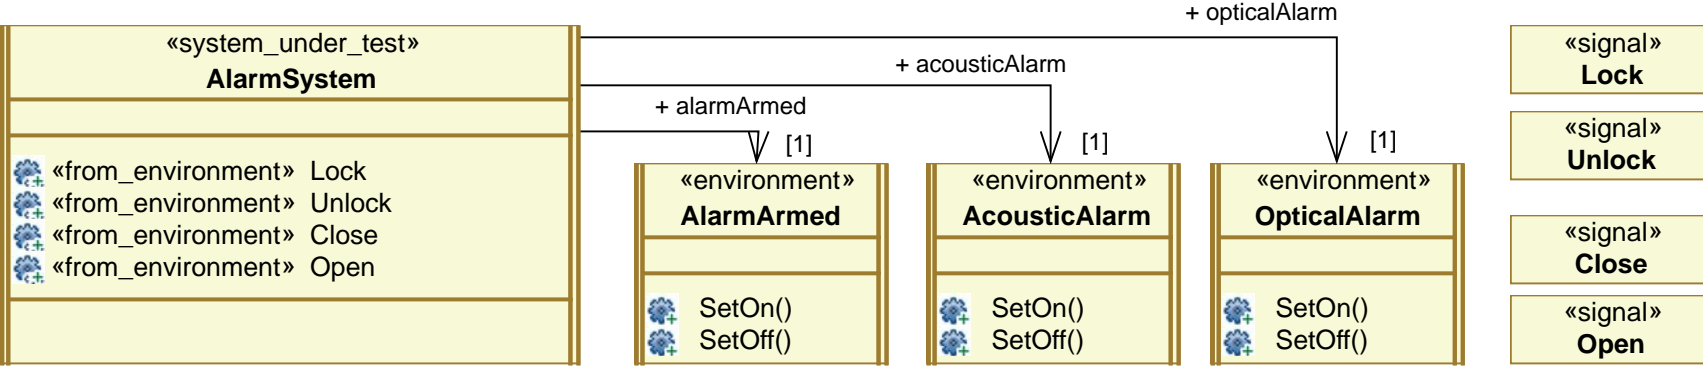 + opticalAlarm
«system_under_test»
AlarmSystem
+ acousticAlarm
+ alarmArmed
[1]
[1]
[1]
«from_environment» Lock
«from_environment» Unlock
«from_environment» Close
«from_environment» Open
«environment»
AlarmArmed
SetOn()
SetOff()
«environment»
AcousticAlarm
SetOn()
SetOff()
«environment»
OpticalAlarm
SetOn()
SetOff()
«signal»
Lock
«signal»
Unlock
«signal»
Close
«signal»
Open